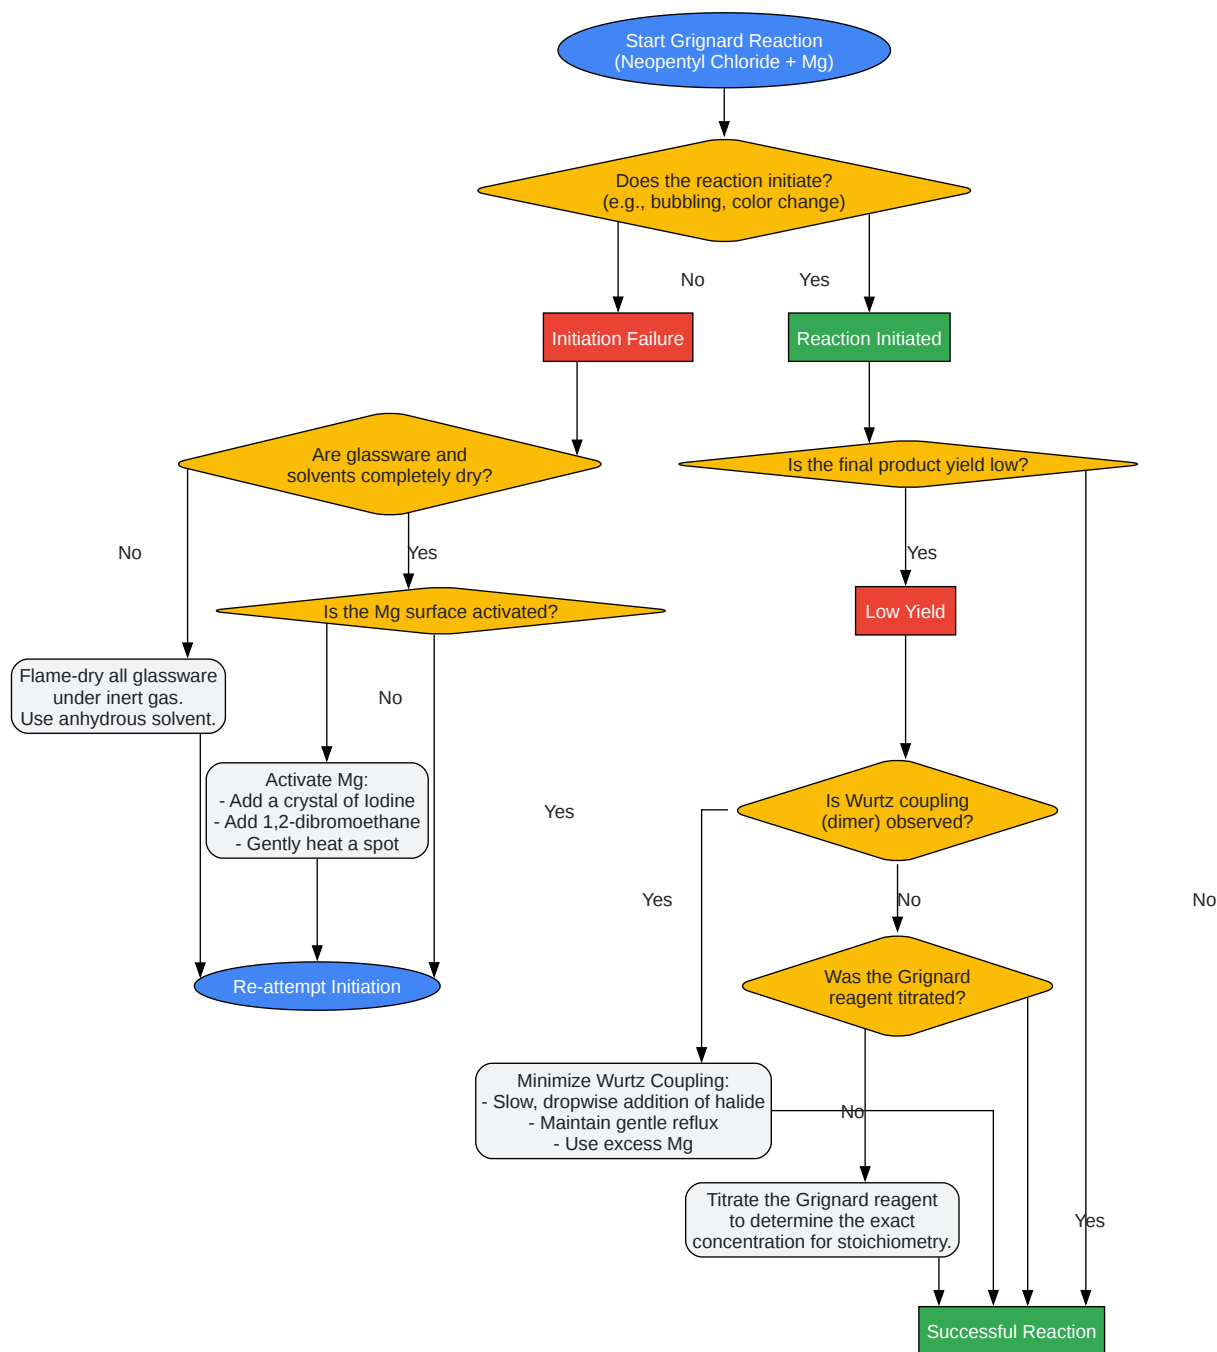 Start Grignard Reaction
(Neopentyl Chloride + Mg)
Does the reaction initiate?
(e.g., bubbling, color change)
No
Yes
Initiation Failure
Reaction Initiated
Are glassware and
solvents completely dry?
Is the final product yield low?
No
Yes
Yes
Is the Mg surface activated?
Low Yield
Flame-dry all glassware
under inert gas.
Use anhydrous solvent.
No
Activate Mg:
- Add a crystal of Iodine
- Add 1,2-dibromoethane
- Gently heat a spot
Yes
Is Wurtz coupling
(dimer) observed?
Yes
No
No
Re-attempt Initiation
Was the Grignard
reagent titrated?
Minimize Wurtz Coupling:
- Slow, dropwise addition of halide
- Maintain gentle reflux
- Use excess Mg
No
Titrate the Grignard reagent
to determine the exact
concentration for stoichiometry.
Yes
Successful Reaction